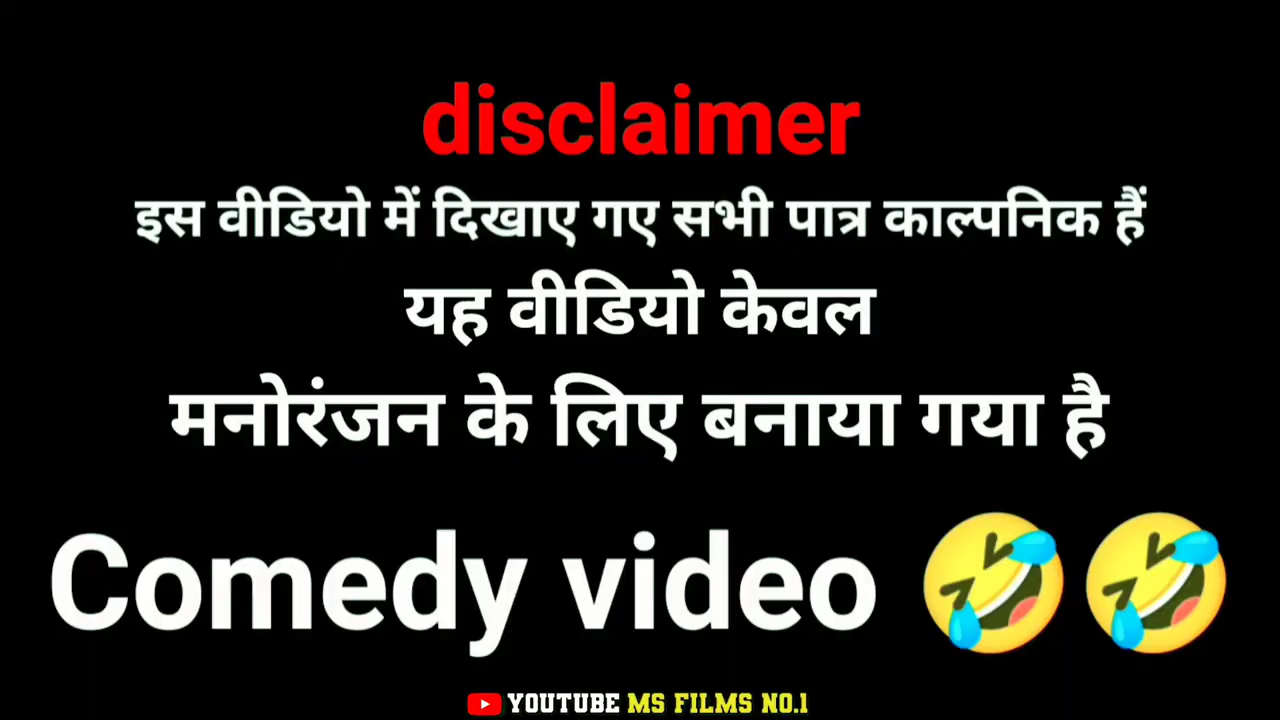 disclaimer
इस वीडियो में दिखाए गए सभी पात्र काल्पनिक हैं
यह वीडियो केवल
मनोरंजन के लिए बनाया गया है
Comedy video 🤣🤣
YOUTUBE MS FILMS NO.1